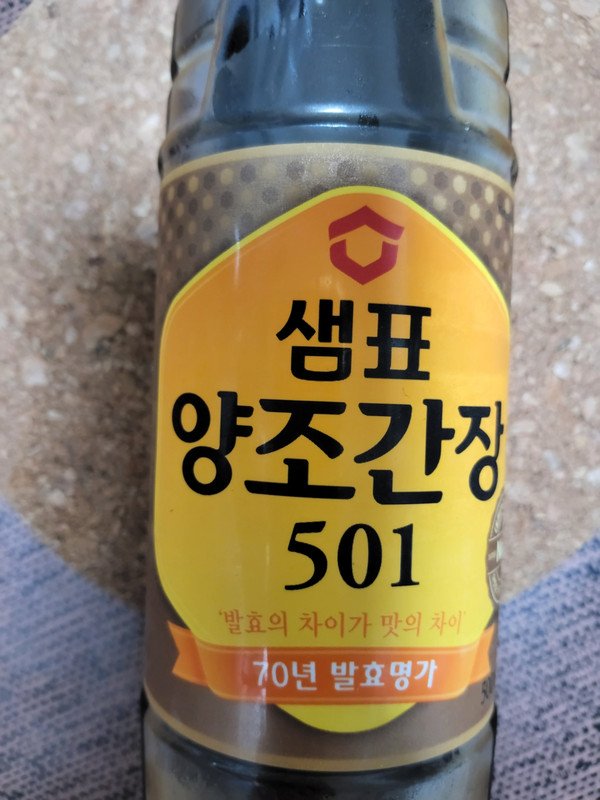 샘표
양조간장
501
'발효의 차이가 맛의 차이'
70년 발효명가